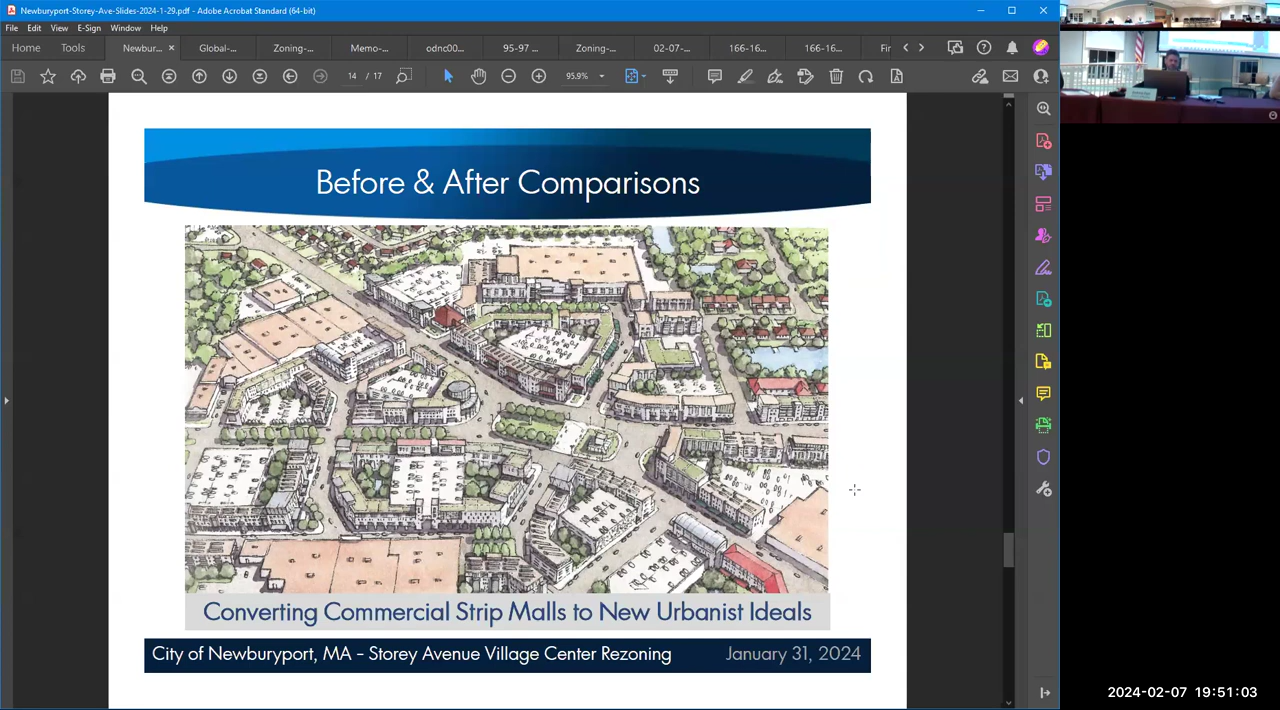 Newburyport-Storey-Ave-Slides-2024-1-29.pdf - Adobe Acrobat Standard (64-bit)
File Edit View E-Sign Window Help
Home Tools Newbur... × Global-... Zoning-... Memo-... odnc00... 95-97 ... Zoning-... 02-07-... 166-16... 166-16... Fir
14 / 17 95.9%
Before & After Comparisons
Converting Commercial Strip Malls to New Urbanist Ideals
City of Newburyport, MA – Storey Avenue Village Center Rezoning January 31, 2024
2024-02-07 19:51:03